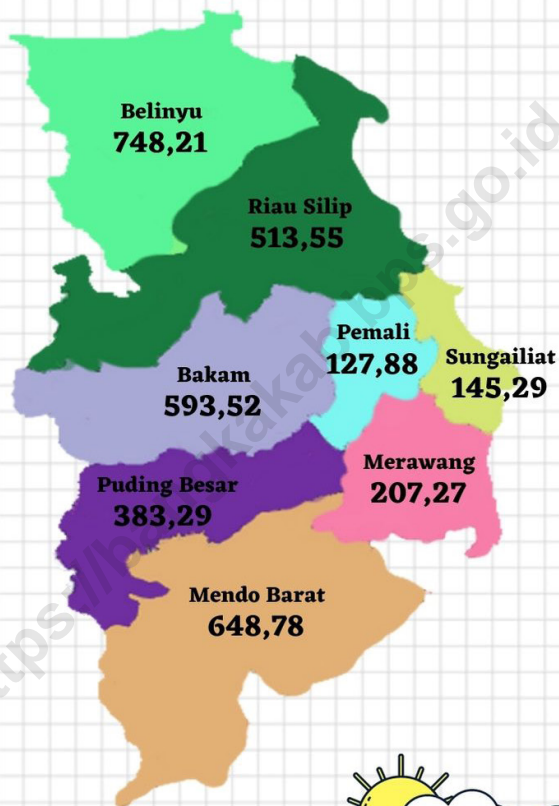 Belinyu
748,21
Riau Silip
513,55
Pemali
127,88
Sungailiat
145,29
Bakam
593,52
Merawang
207,27
Puding Besar
383,29
Mendo Barat
648,78